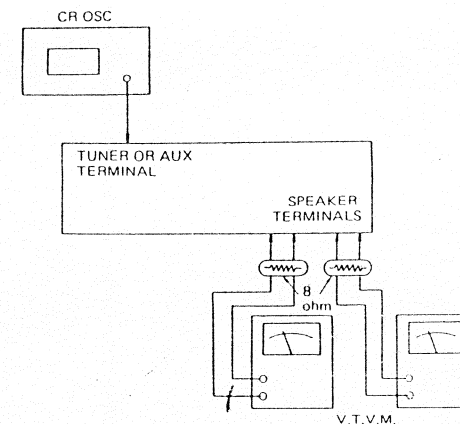 CR OSC
TUNER OR AUX
TERMINAL
SPEAKER
TERMINALS
8
ohm
V.T.V.M.